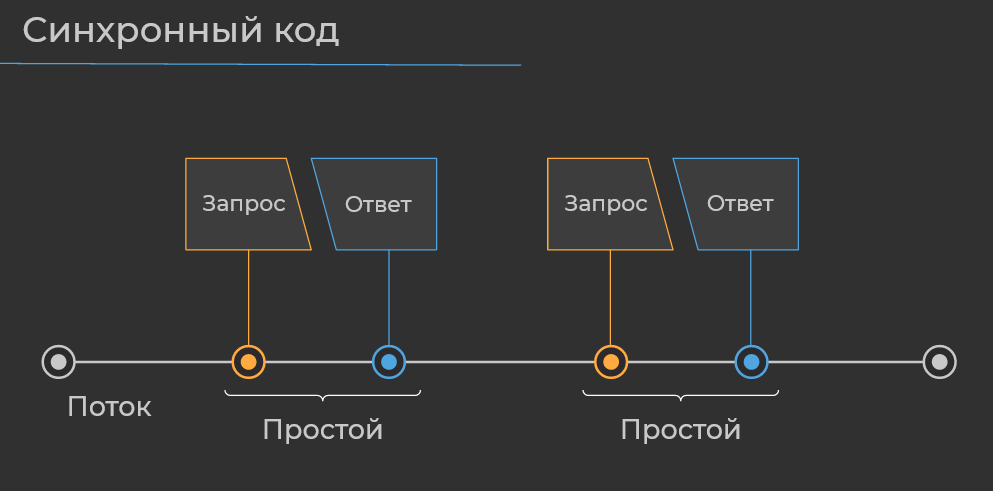 Синхронный код
Запрос
Ответ
Запрос
Ответ
Поток
Простой
Простой